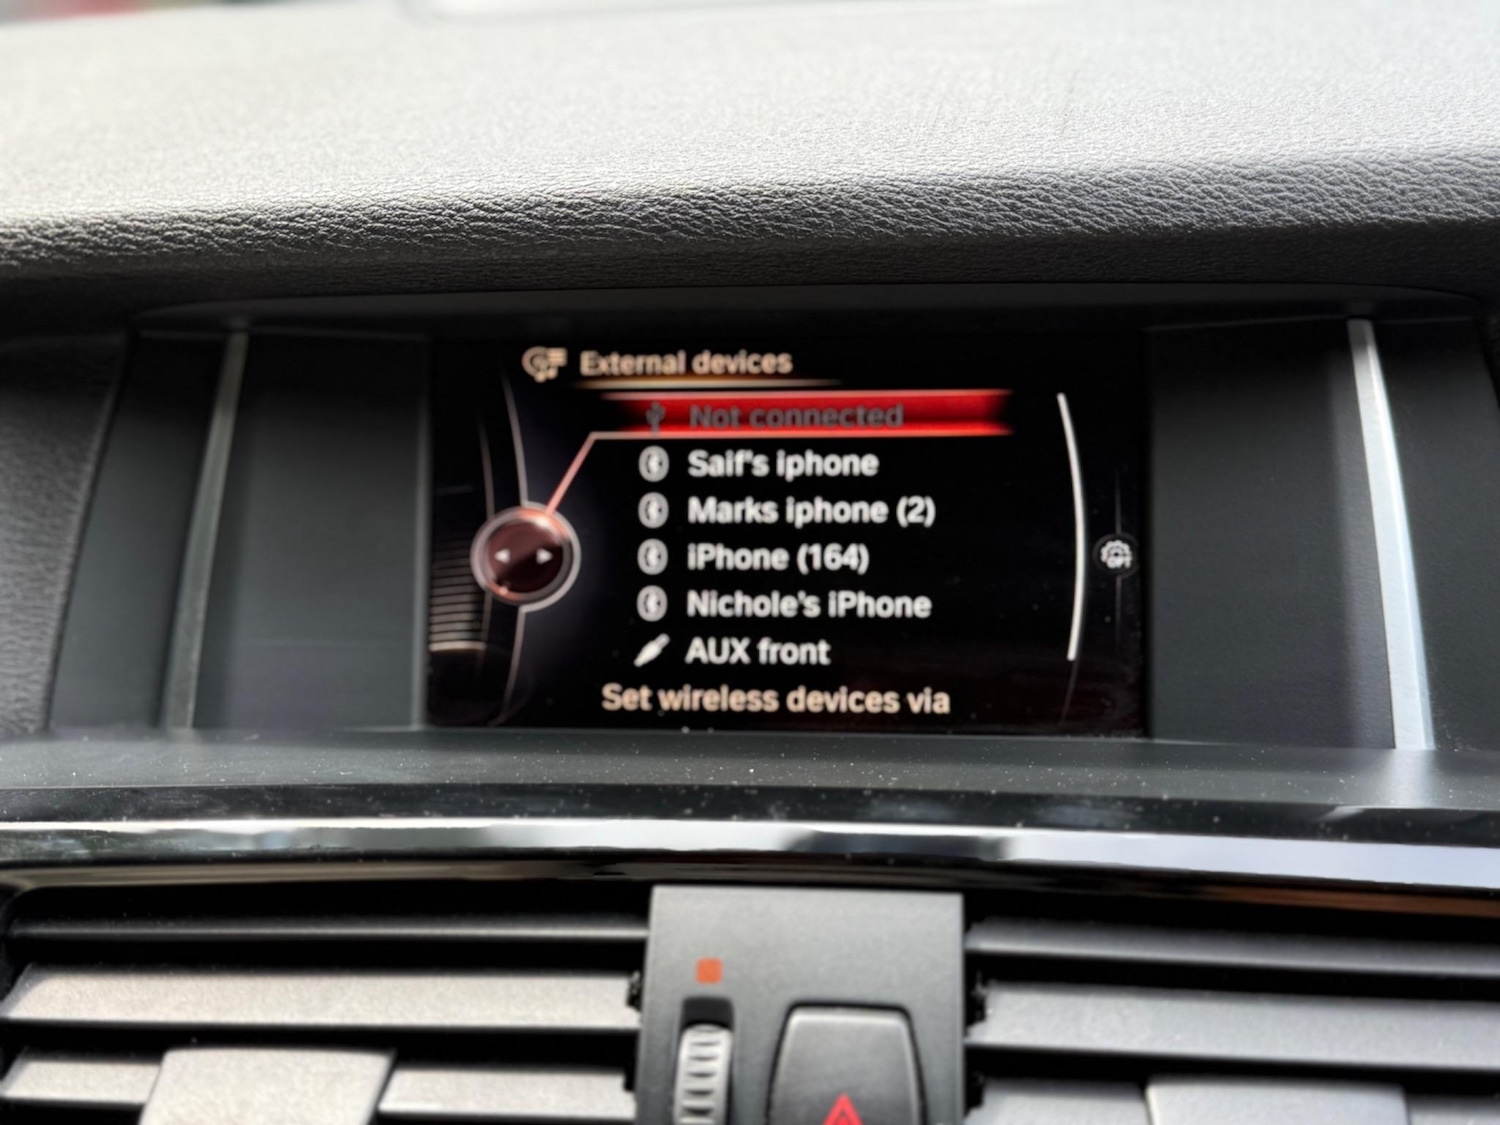 External devices
Not connected
Saif's iphone
Marks iphone (2)
iPhone (164)
Nichole's iPhone
AUX front
Set wireless devices via
OPT